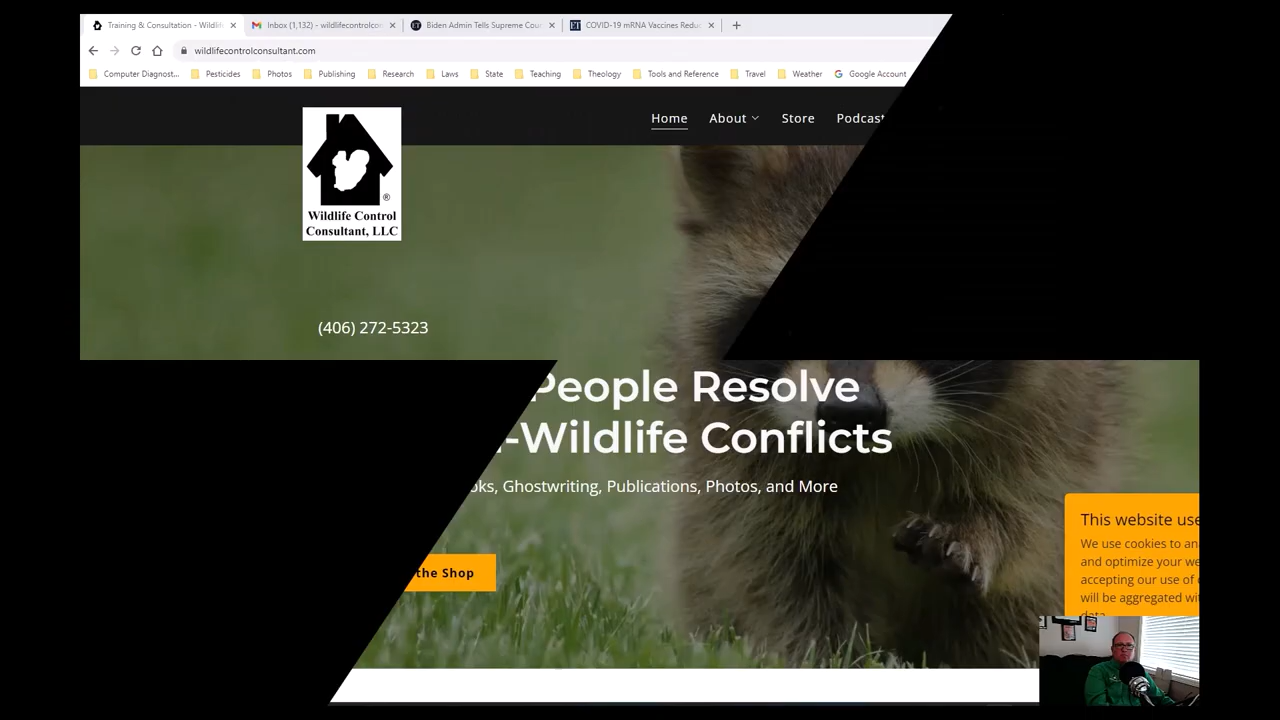 Training & Consultation - Wildlif
Inbox (1,132) - wildlifecontrolco
Biden Admin Tells Supreme Cou
COVID-19 mRNA Vaccines Redu
wildlifecontrolconsultant.com
Computer Diagnost... Pesticides Photos Publishing Research Laws State Teaching Theology Tools and Reference Travel Weather Google Account
Home About Store Podcast
®
Wildlife Control
Consultant, LLC
(406) 272-5323
People Resolve
-Wildlife Conflicts
oks, Ghostwriting, Publications, Photos, and More
the Shop
This website use
We use cookies to an
and optimize your we
accepting our use of
will be aggregated wi
data